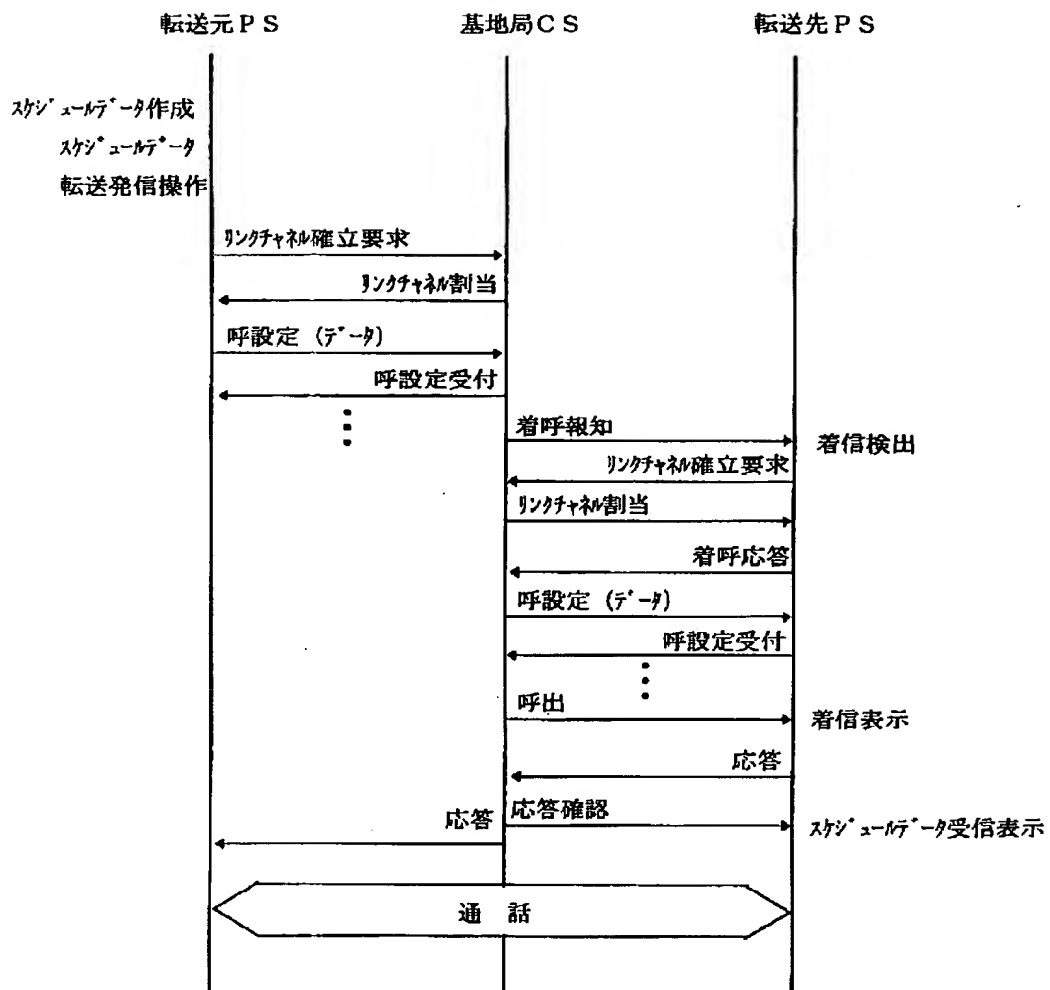 転送元PS 基地局CS 転送先PS
スケジュールデータ作成
スケジュールデータ
転送発信操作
リンクチャネル確立要求
リンクチャネル割当
呼設定 (データ)
呼設定受付
着呼報知 着信検出
リンクチャネル確立要求
リンクチャネル割当
着呼応答
呼設定 (データ)
呼設定受付
呼出 着信表示
応答
応答 応答確認 スケジュールデータ受信表示
通 話